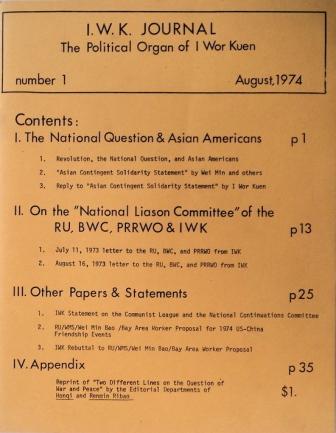 I.W.K. JOURNAL
The Political Organ of I Wor Kuen
number 1 August,1974
Contents:
I. The National Question & Asian Americans p 1
1. Revolution, the National Question, and Asian Americans
2. "Asian Contingent Solidarity Statement" by Wei Min and others
3. Reply to "Asian Contingent Solidarity Statement" by I Wor Kuen
II. On the "National Liason Committee" of the
RU, BWC, PRRWO & IWK p 13
1. July 11, 1973 letter to the RU, BWC, and PRRWO from IWK
2. August 16, 1973 letter to the RU, BWC, and PRRWO from IWK
III. Other Papers & Statements p 25
1. IWK Statement on the Communist League and the National Continuations Committee
2. RU/WMS/Wei Min Bao /Bay Area Worker Proposal for 1974 US-China
Friendship Events
3. IWK Rebuttal to RU/WMS/Wei Min Bao/Bay Area Worker Proposal
IV. Appendix p 35
Reprint of "Two Different Lines on the Question of
War and Peace" by the Editorial Departments of
Hongi and Renmin Ribao
$1.